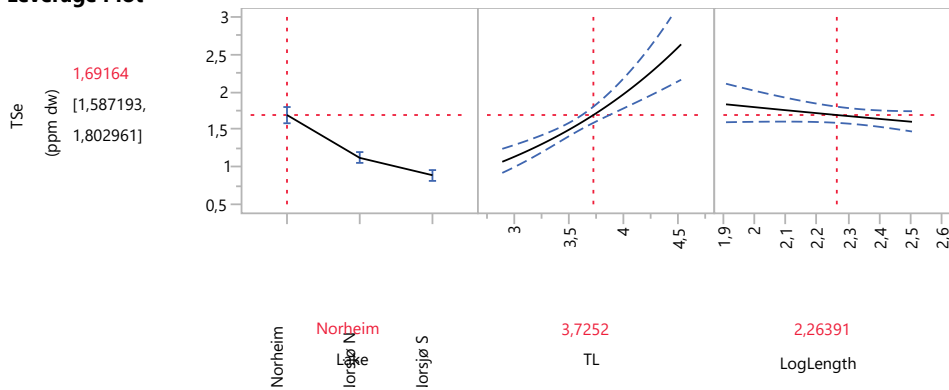 Leverage Plot
3
2,5
2
1,5
1
0,5
TSe
(ppm dw)
1,69164
[1,587193,
1,802961]
3
3,5
4
4,5
1,9
2
2,1
2,2
2,3
2,4
2,5
2,6
Norheim
lorsjø N
lorsjø S
Norheim
Lake
3,7252
TL
2,26391
LogLength